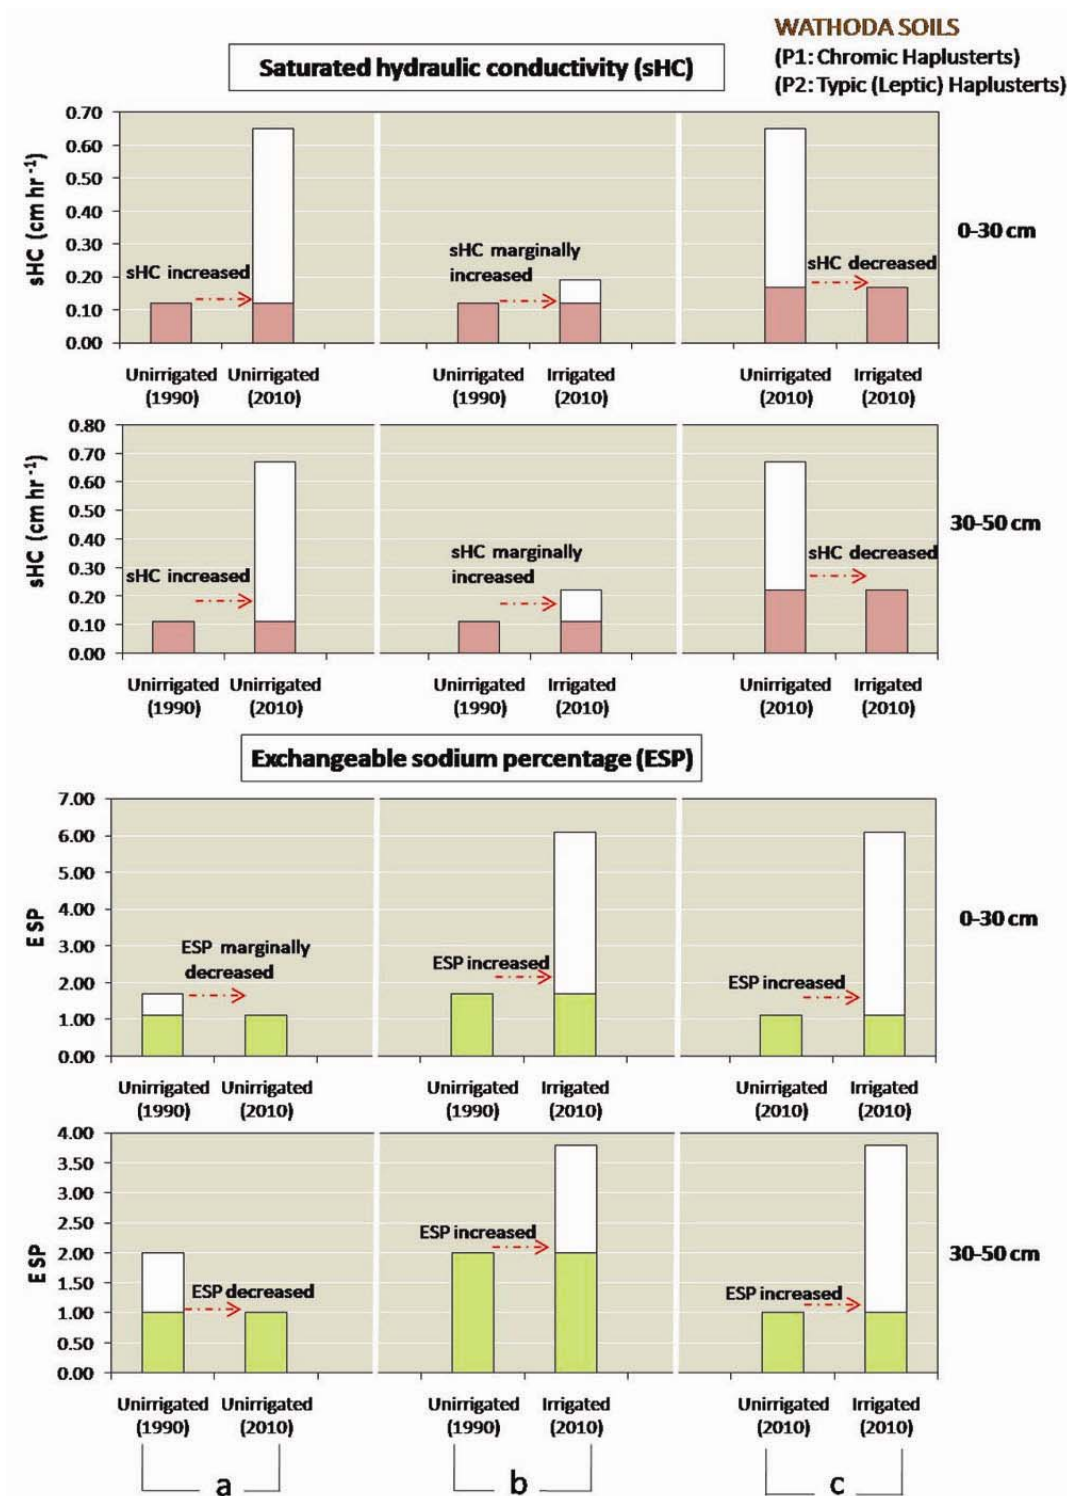 WATHODA SOILS
(P1: Chromic Haplusterts)
(P2: Typic (Leptic) Haplusterts)
Saturated hydraulic conductivity (sHC)
sHC (cm hr -1)
0.70
0.60
0.50
0.40
0.30
0.20
0.10
0.00
sHC increased
sHC marginally
increased
sHC decreased
0-30 cm
Unirrigated Unirrigated Unirrigated Irrigated Unirrigated Irrigated
(1990) (2010) (1990) (2010) (2010) (2010)
sHC (cm hr -1)
0.80
0.70
0.60
0.50
0.40
0.30
0.20
0.10
0.00
sHC increased
sHC marginally
increased
sHC decreased
30-50 cm
Unirrigated Unirrigated Unirrigated Irrigated Unirrigated Irrigated
(1990) (2010) (1990) (2010) (2010) (2010)
Exchangeable sodium percentage (ESP)
ESP
7.00
6.00
5.00
4.00
3.00
2.00
1.00
0.00
ESP marginally
decreased
ESP increased
ESP increased
0-30 cm
Unirrigated Unirrigated Unirrigated Irrigated Unirrigated Irrigated
(1990) (2010) (1990) (2010) (2010) (2010)
ESP
4.00
3.50
3.00
2.50
2.00
1.50
1.00
0.50
0.00
ESP decreased
ESP increased
ESP increased
30-50 cm
Unirrigated Unirrigated Unirrigated Irrigated Unirrigated Irrigated
(1990) (2010) (1990) (2010) (2010) (2010)
a b c